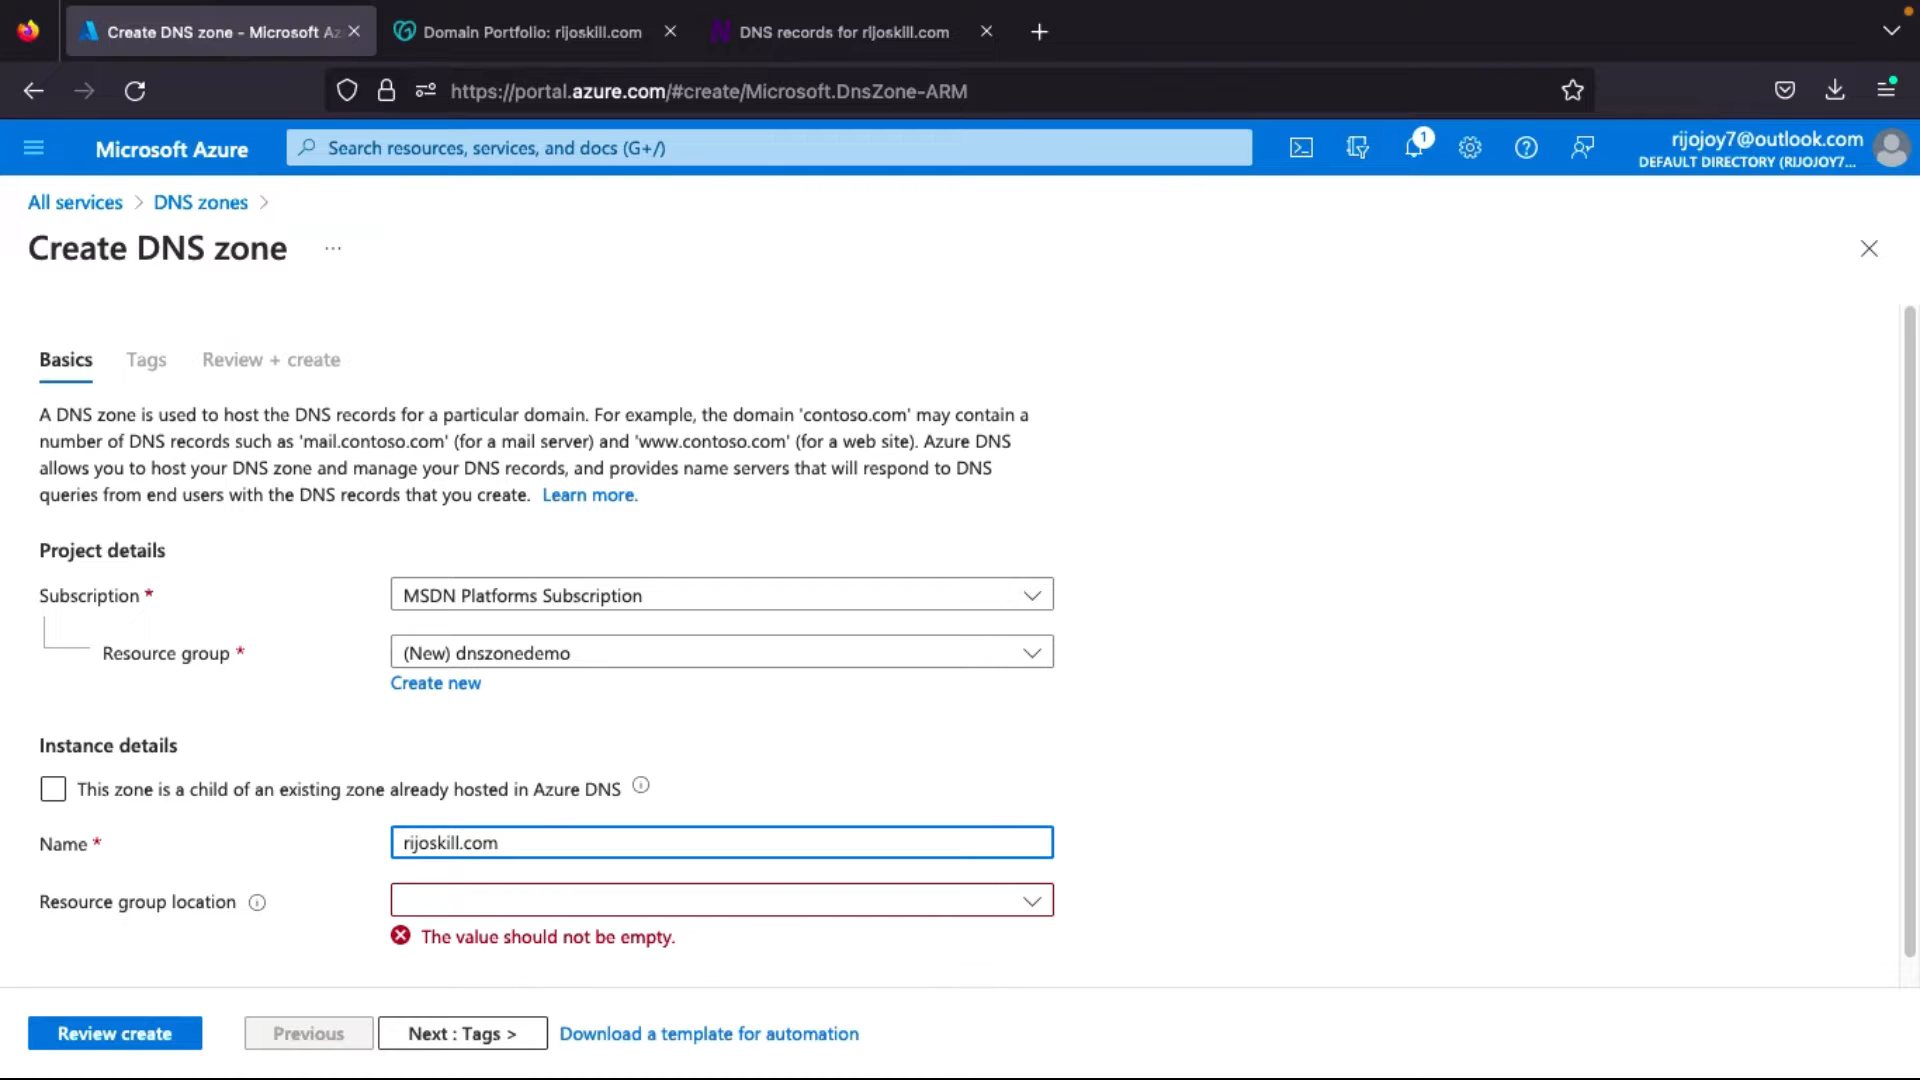 Create DNS zone - Microsoft Az
Domain Portfolio: rijoskill.com
DNS records for rijoskill.com
https://portal.azure.com/#create/Microsoft.DnsZone-ARM
Microsoft Azure
Search resources, services, and docs (G+/)
1
rijojoy7@outlook.com
DEFAULT DIRECTORY (RIJOJOY7...
All services > DNS zones >
Create DNS zone ...
Basics
Tags
Review + create
A DNS zone is used to host the DNS records for a particular domain. For example, the domain 'contoso.com' may contain a
number of DNS records such as 'mail.contoso.com' (for a mail server) and 'www.contoso.com' (for a web site). Azure DNS
allows you to host your DNS zone and manage your DNS records, and provides name servers that will respond to DNS
queries from end users with the DNS records that you create. Learn more.
Project details
Subscription *
MSDN Platforms Subscription
Resource group *
(New) dnszonedemo
Create new
Instance details
This zone is a child of an existing zone already hosted in Azure DNS
Name *
rijoskill.com
Resource group location
The value should not be empty.
Review create
Previous
Next : Tags >
Download a template for automation